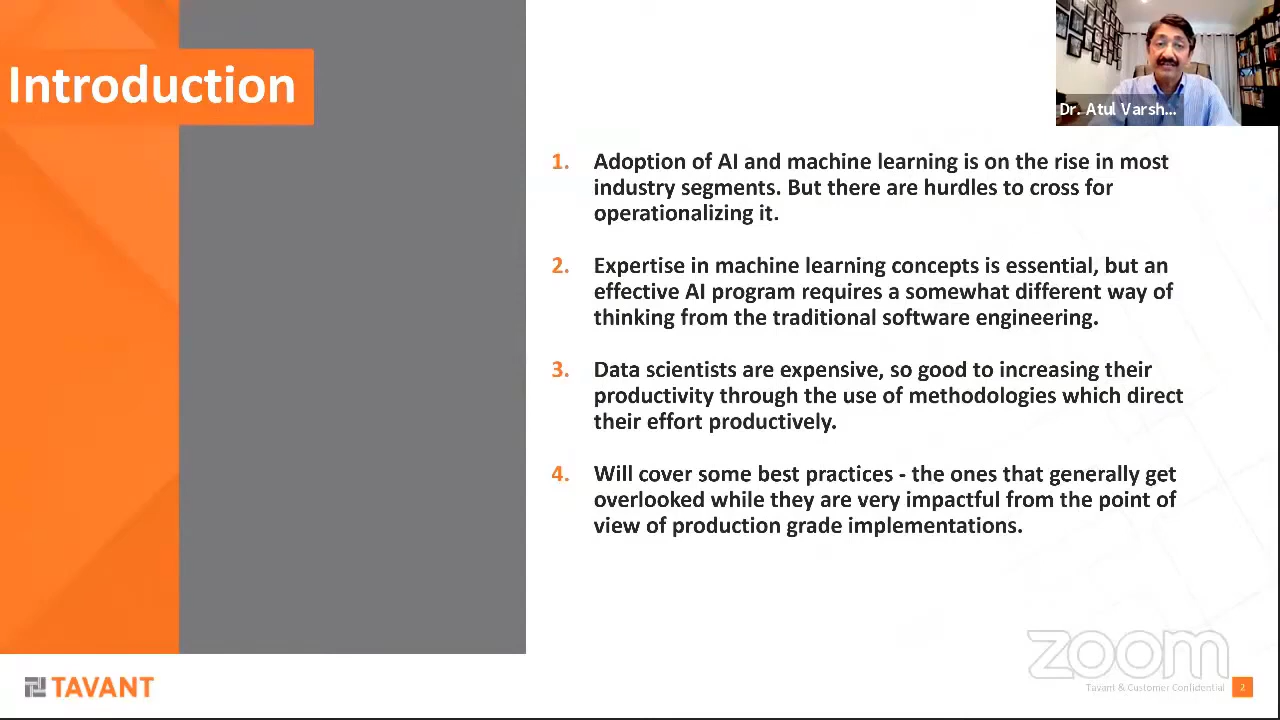 Introduction
Dr. Atul Varsh...
1. Adoption of AI and machine learning is on the rise in most
industry segments. But there are hurdles to cross for
operationalizing it.
2. Expertise in machine learning concepts is essential, but an
effective AI program requires a somewhat different way of
thinking from the traditional software engineering.
3. Data scientists are expensive, so good to increasing their
productivity through the use of methodologies which direct
their effort productively.
4. Will cover some best practices - the ones that generally get
overlooked while they are very impactful from the point of
view of production grade implementations.
zoom
TAVANT
Tavant & Customer Confidential 2